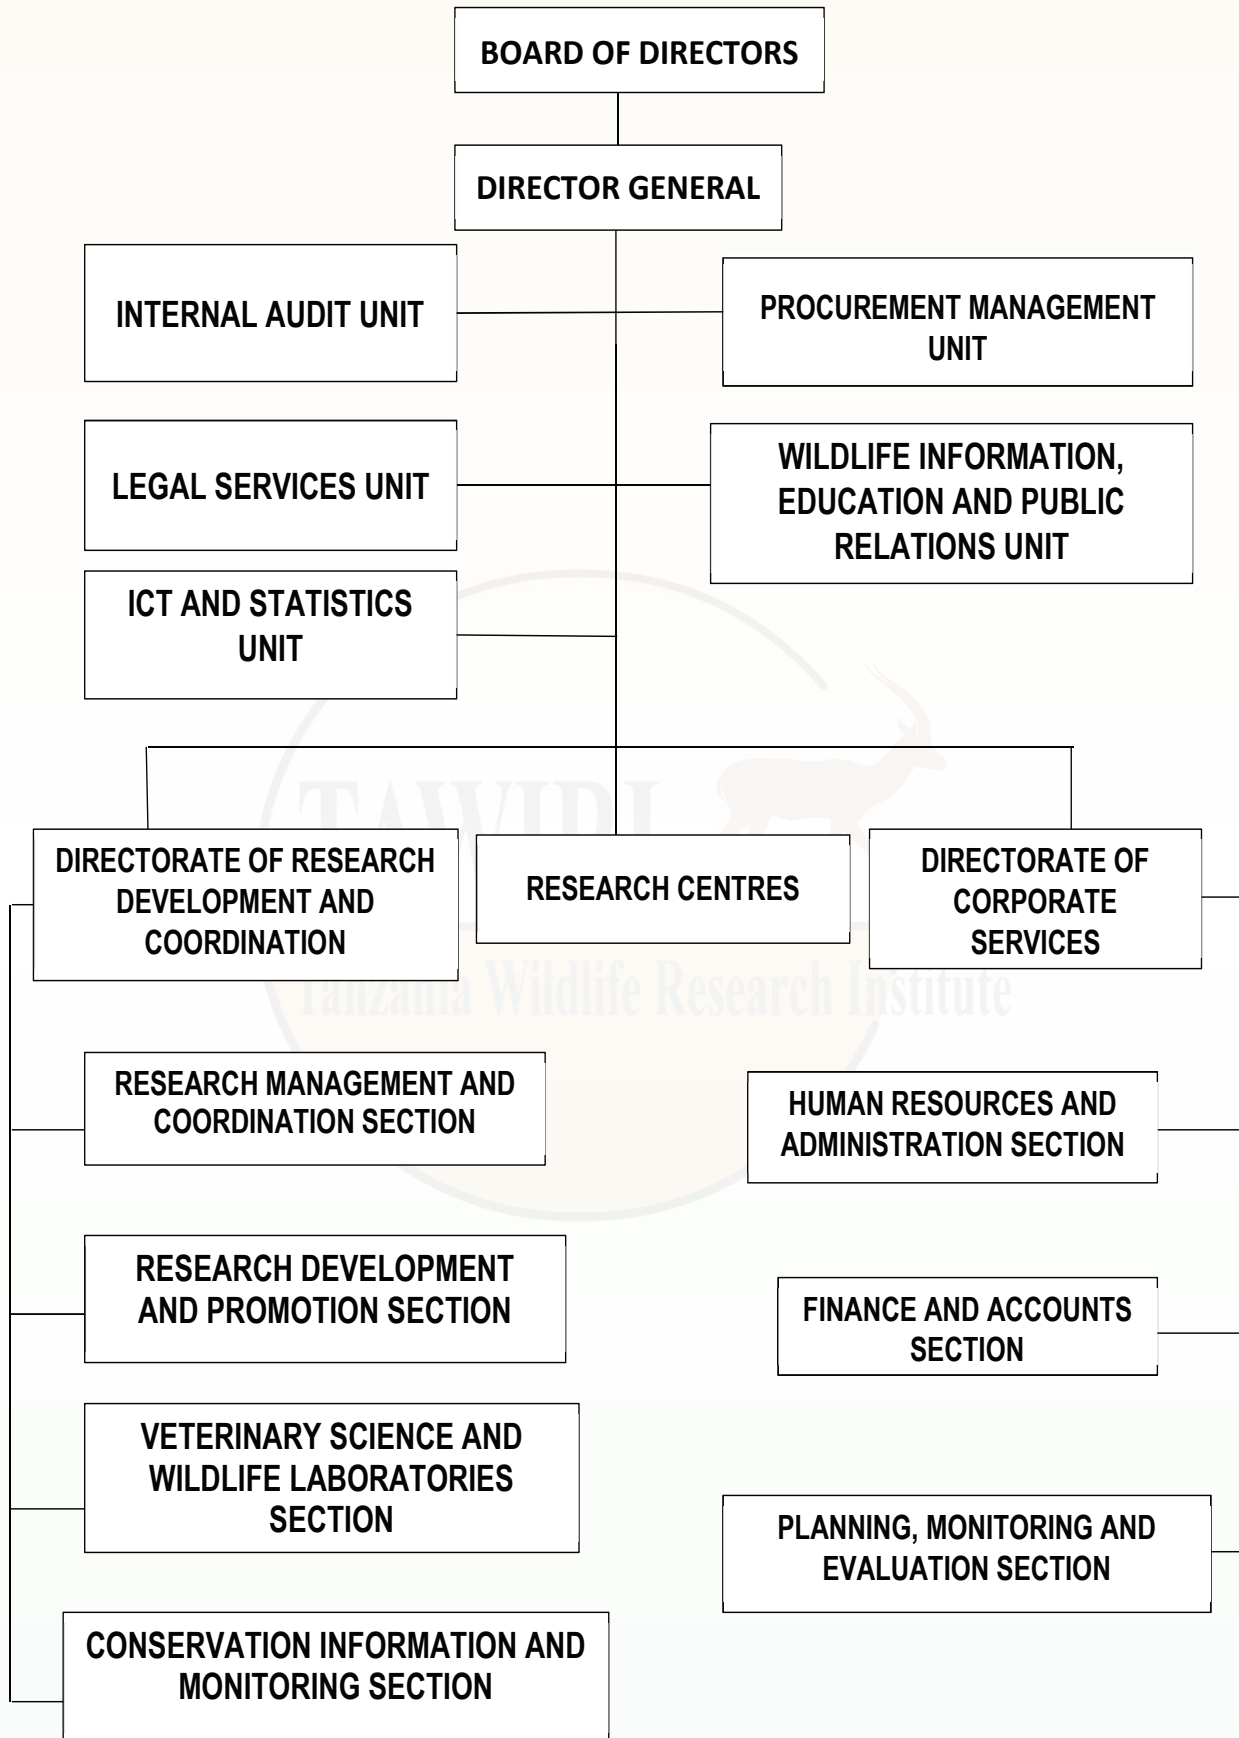 BOARD OF DIRECTORS
DIRECTOR GENERAL
INTERNAL AUDIT UNIT
PROCUREMENT MANAGEMENT
UNIT
LEGAL SERVICES UNIT
WILDLIFE INFORMATION,
EDUCATION AND PUBLIC
RELATIONS UNIT
ICT AND STATISTICS
UNIT
TAWIRI
DIRECTORATE OF RESEARCH
DEVELOPMENT AND
COORDINATION
RESEARCH CENTRES
DIRECTORATE OF
CORPORATE
SERVICES
Tanzania Wildlife Research Institute
RESEARCH MANAGEMENT AND
COORDINATION SECTION
HUMAN RESOURCES AND
ADMINISTRATION SECTION
RESEARCH DEVELOPMENT
AND PROMOTION SECTION
FINANCE AND ACCOUNTS
SECTION
VETERINARY SCIENCE AND
WILDLIFE LABORATORIES
SECTION
PLANNING, MONITORING AND
EVALUATION SECTION
CONSERVATION INFORMATION AND
MONITORING SECTION